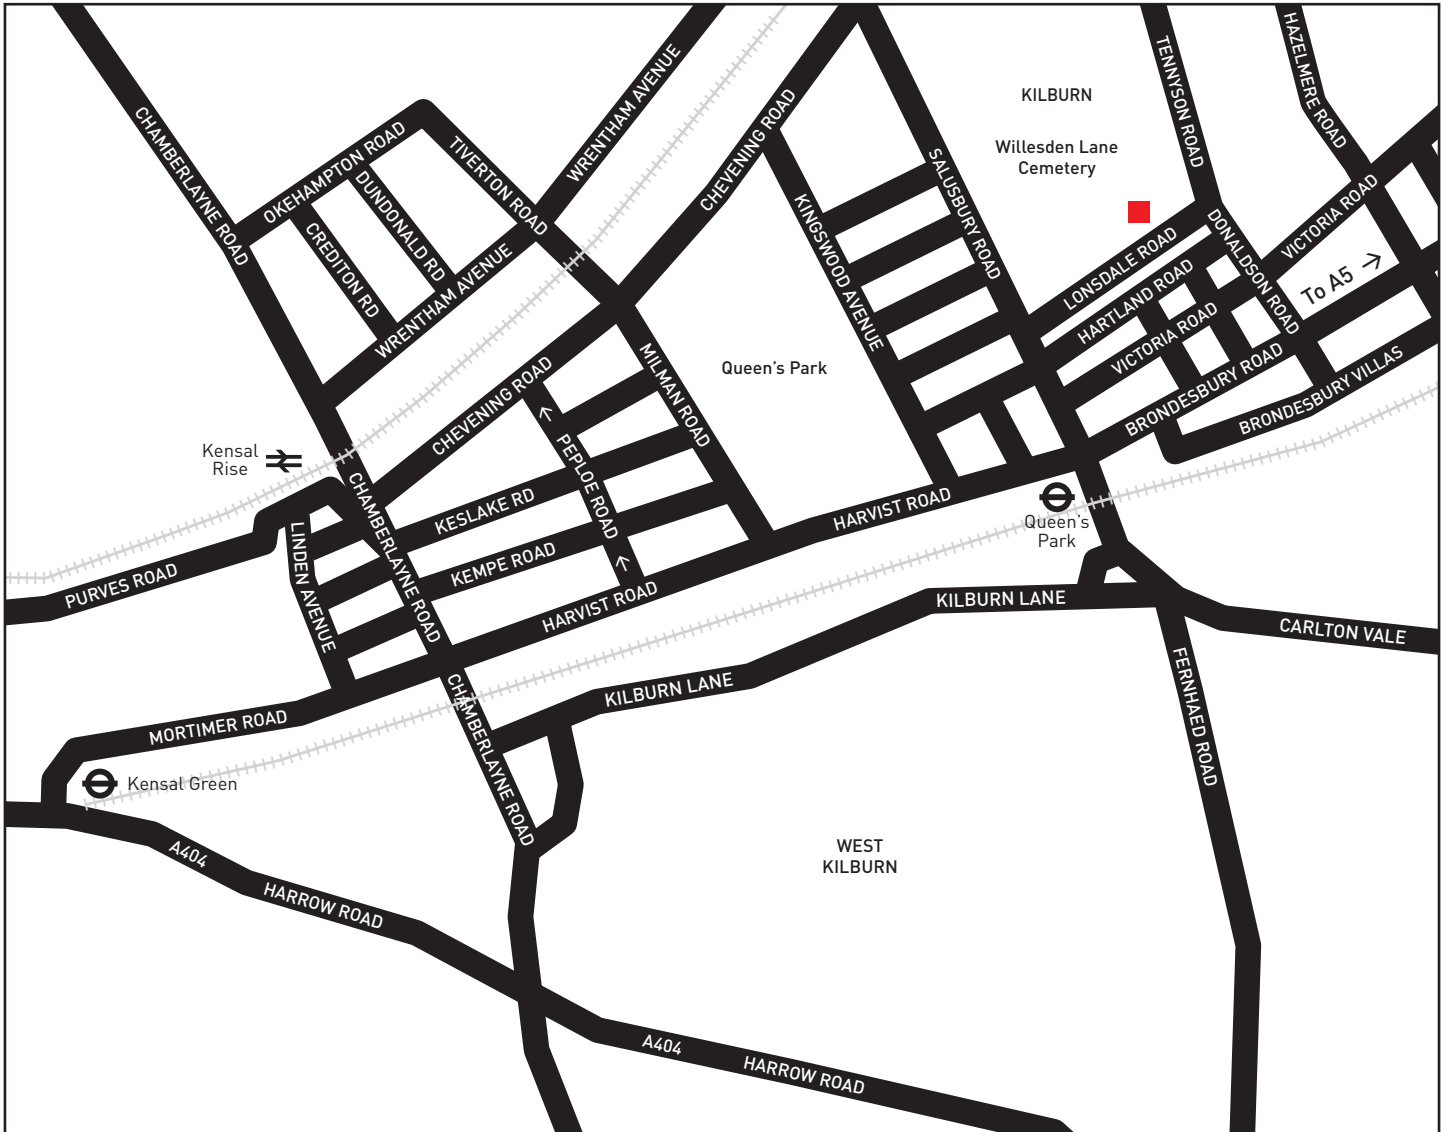 CHAMBERLAYNE ROAD
OKEHAMPTON ROAD
TIVERTON ROAD
WRENTHAM AVENUE
CHEVENING ROAD
DUNDONALD RD
CREDITON RD
WRENTHAM AVENUE
KILBURN
Willesden Lane
Cemetery
TENNYSON ROAD
HAZELMERE ROAD
SALUSBURY ROAD
KINGSWOOD AVENUE
LONSDALE ROAD
HARTLAND ROAD
VICTORIA ROAD
DONALDSON ROAD
VICTORIA ROAD
To A5 →
BRONDESBURY ROAD
BRONDESBURY VILLAS
Queen's Park
MILMAN ROAD
CHEVENING ROAD
PEPLOE ROAD
Kensal
Rise
CHAMBERLAYNE ROAD
KESLAKE RD
KEMPE ROAD
HARVIST ROAD
HARVIST ROAD
Queen's
Park
LINDEN AVENUE
PURVES ROAD
KILBURN LANE
CARLTON VALE
FERNHAED ROAD
KILBURN LANE
CHAMBERLAYNE ROAD
MORTIMER ROAD
Kensal Green
WEST
KILBURN
A404
HARROW ROAD
A404
HARROW ROAD